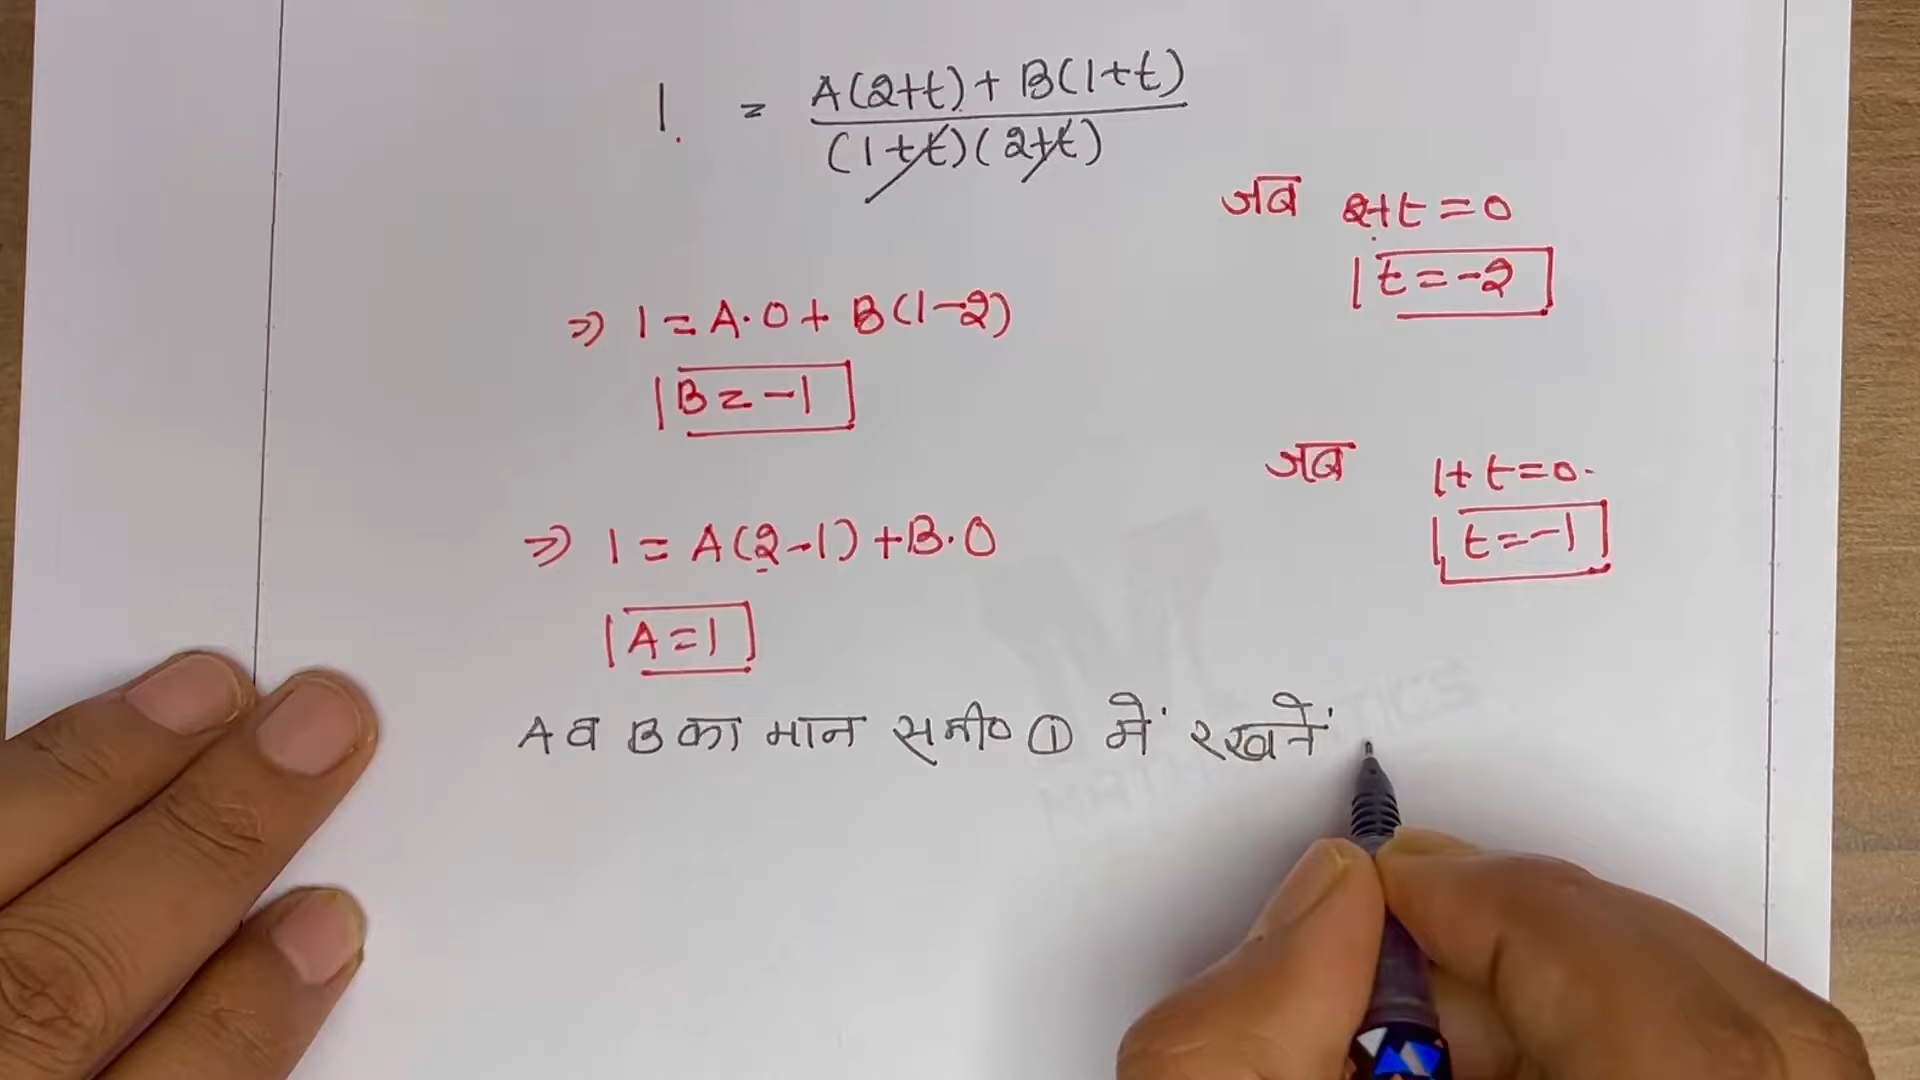 1 = A(2+t) + B(1+t)
(1+t)(2+t)
जब 2+t=0
t=-2
⇒ 1 = A·0 + B(1-2)
B = -1
जब 1+t=0
t=-1
⇒ 1 = A(2-1) + B·0
A=1
A व B का मान समी० ① में रखनें